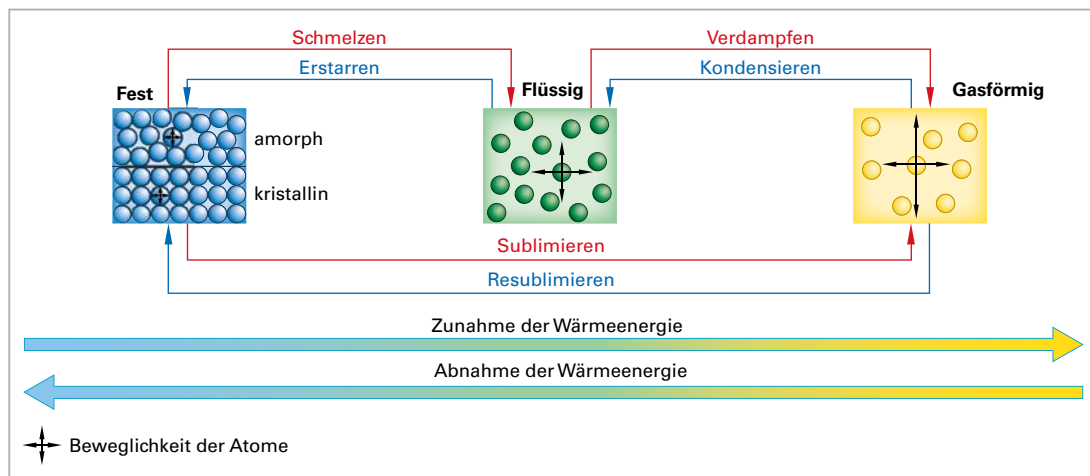 Schmelzen
Verdampfen
Erstarren
Kondensieren
Fest
Flüssig
Gasförmig
amorph
kristallin
Sublimieren
Resublimieren
Zunahme der Wärmeenergie
Abnahme der Wärmeenergie
Beweglichkeit der Atome